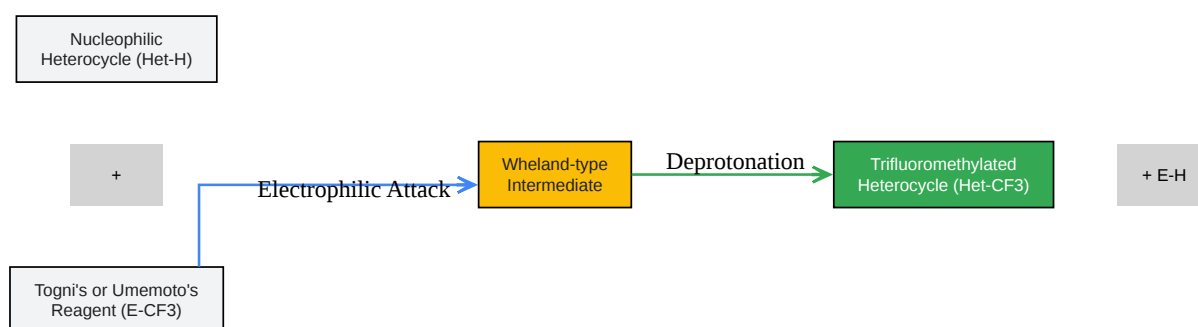 Nucleophilic
Heterocycle (Het-H)
+
Togni's or Umemoto's
Reagent (E-CF3)
Electrophilic Attack
Wheland-type
Intermediate
Deprotonation
Trifluoromethylated
Heterocycle (Het-CF3)
+ E-H